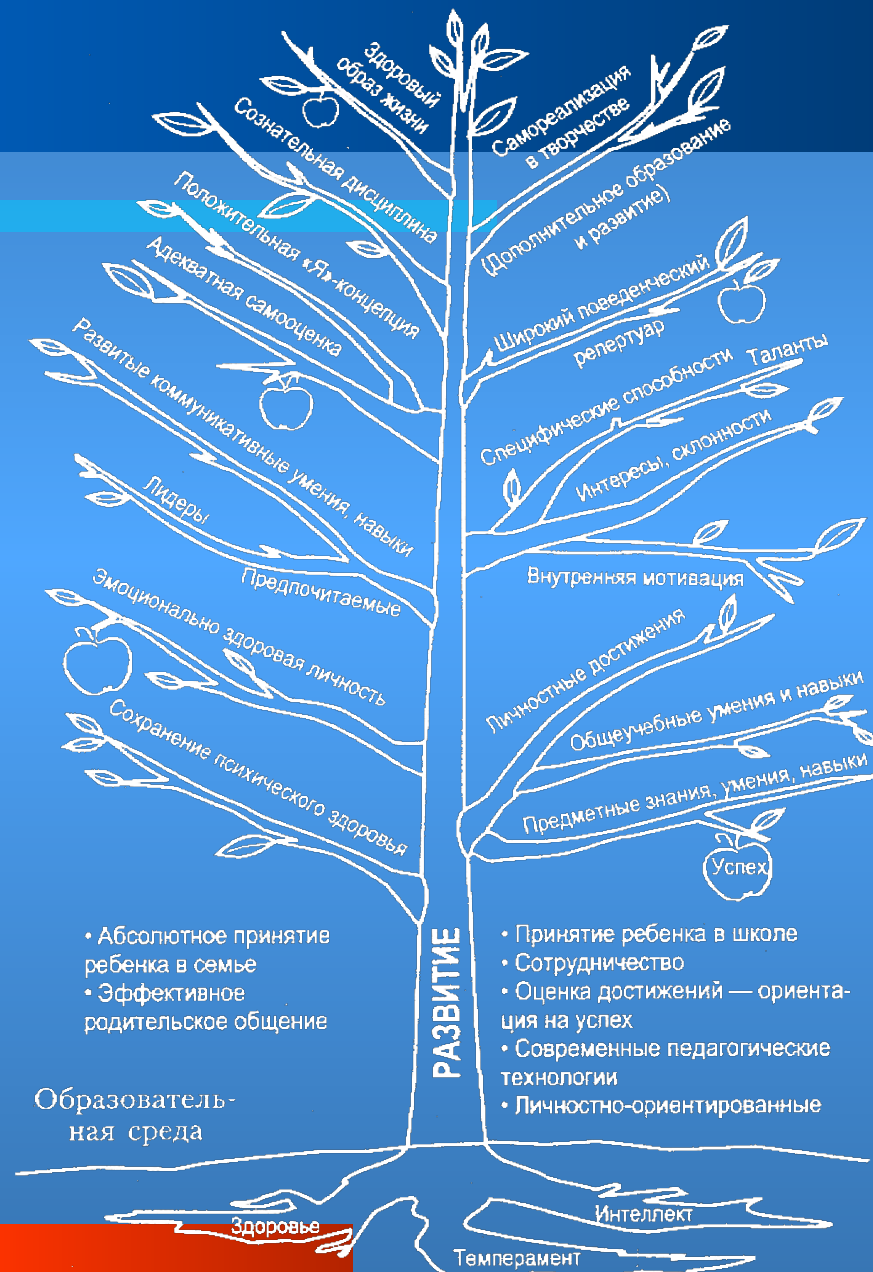 Здоровый
образ жизни
Сознательная дисциплина
Положительная «Я»-концепция
Адекватная самооценка
Развитые коммуникативные умения, навыки
Лидеры
Предпочитаемые
Эмоционально здоровая личность
Сохранение психического здоровья
Самореализация
в творчестве
(Дополнительное образование
и развитие)
Широкий поведенческий
репертуар
Специфические способности
Таланты
Интересы, склонности
Внутренняя мотивация
Личностные достижения
Общеучебные умения и навыки
Предметные знания, умения, навыки
Успех
РАЗВИТИЕ
• Абсолютное принятие
ребенка в семье
• Эффективное
родительское общение
• Принятие ребенка в школе
• Сотрудничество
• Оценка достижений — ориента-
ция на успех
• Современные педагогические
технологии
• Личностно-ориентированные
Образователь-
ная среда
Здоровье
Интеллект
Темперамент